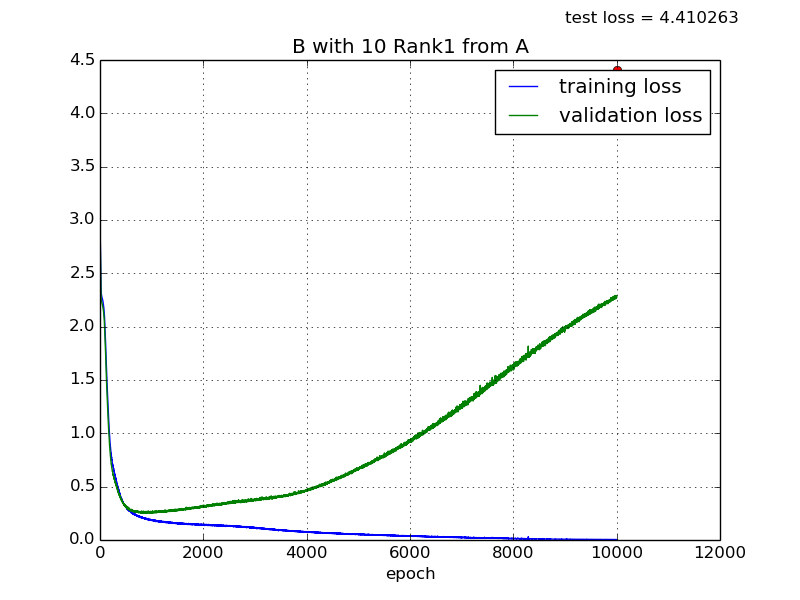 test loss = 4.410263
B with 10 Rank1 from A
training loss
validation loss
4.5
4.0
3.5
3.0
2.5
2.0
1.5
1.0
0.5
0.0
0 2000 4000 6000 8000 10000 12000
epoch